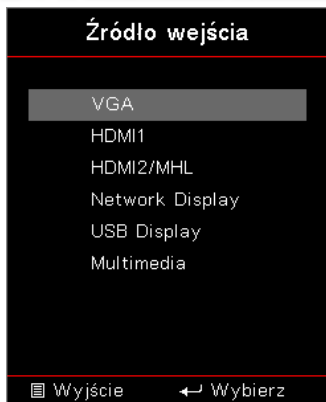 Źródło wejścia
VGA
HDMI1
HDMI2/MHL
Network Display
USB Display
Multimedia
Wyjście Wybierz